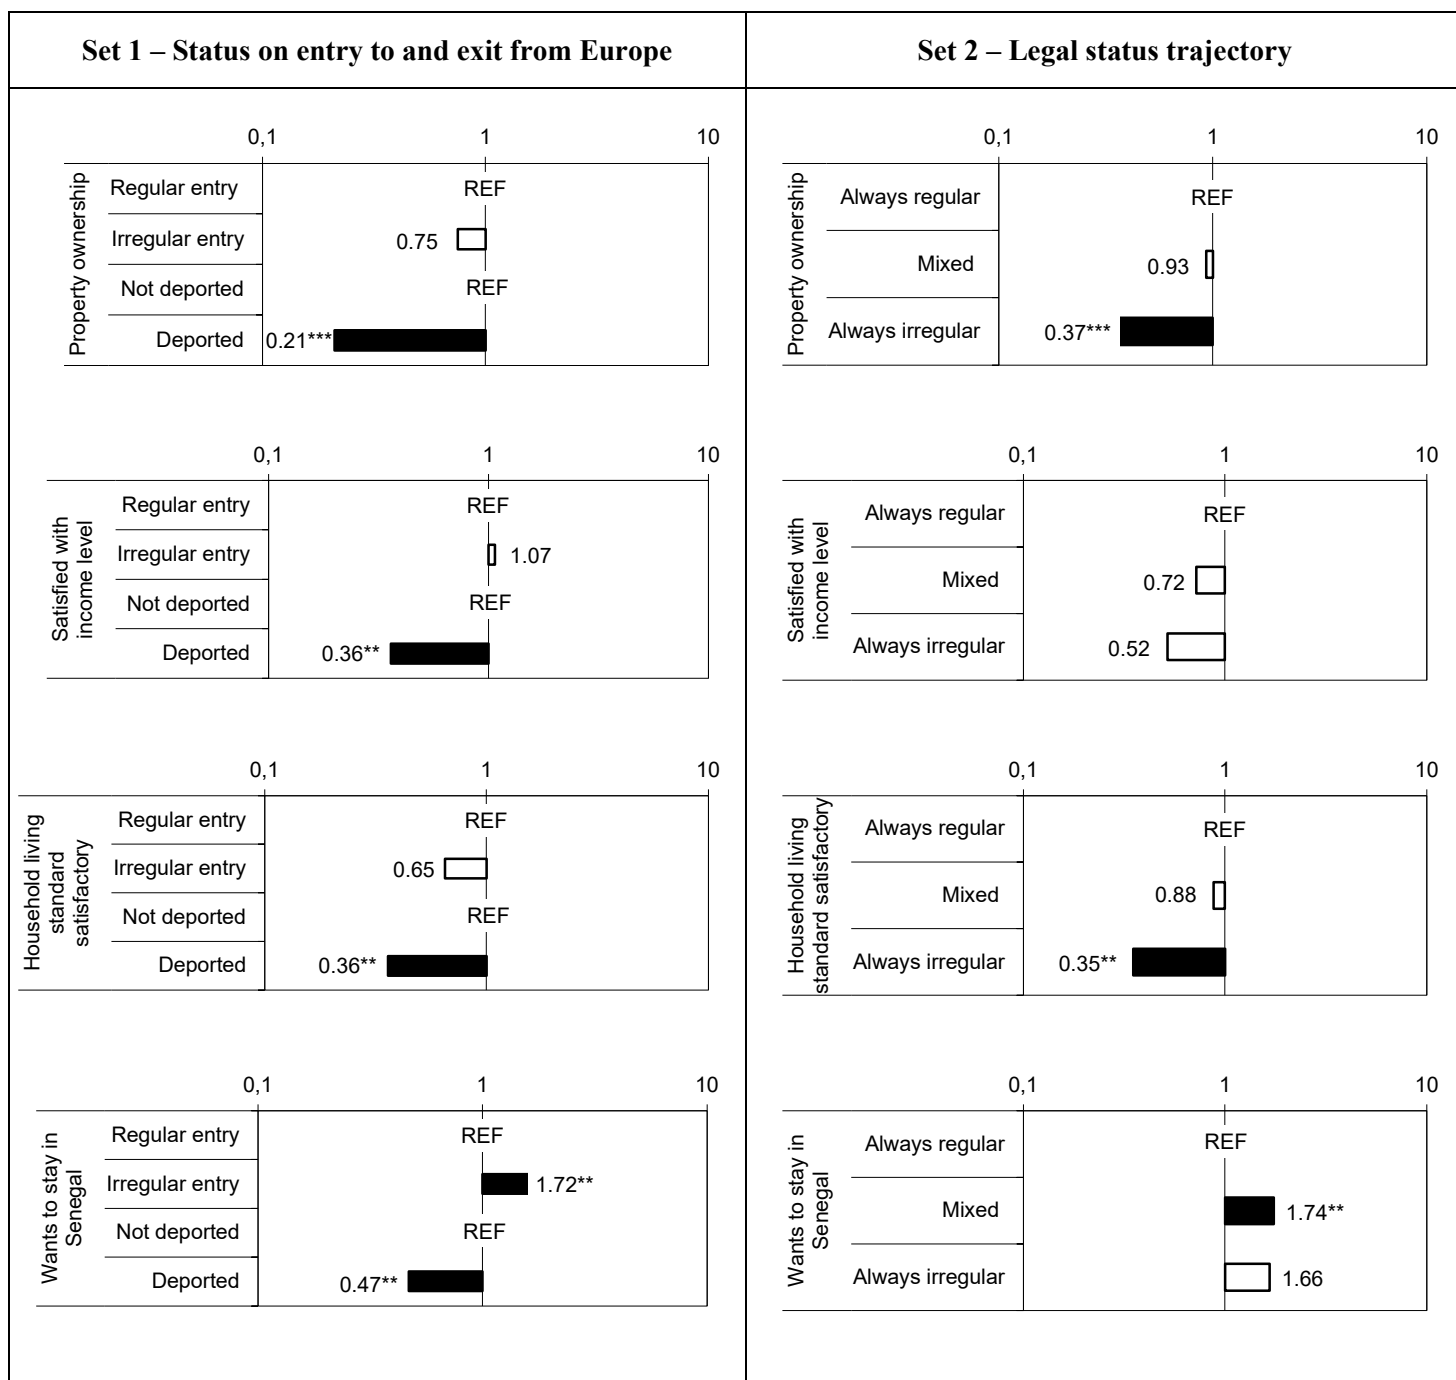 Set 1 – Status on entry to and exit from Europe
Set 2 – Legal status trajectory
0,1 1 10
Property ownership
Regular entry REF
Irregular entry 0.75
Not deported REF
Deported 0.21***
0,1 1 10
Property ownership
Always regular REF
Mixed 0.93
Always irregular 0.37***
0,1 1 10
Satisfied with
income level
Regular entry REF
Irregular entry 1.07
Not deported REF
Deported 0.36**
0,1 1 10
Satisfied with
income level
Always regular REF
Mixed 0.72
Always irregular 0.52
0,1 1 10
Household living
standard
satisfactory
Regular entry REF
Irregular entry 0.65
Not deported REF
Deported 0.36**
0,1 1 10
Household living
standard satisfactory
Always regular REF
Mixed 0.88
Always irregular 0.35**
0,1 1 10
Wants to stay in
Senegal
Regular entry REF
Irregular entry 1.72**
Not deported REF
Deported 0.47**
0,1 1 10
Wants to stay in
Senegal
Always regular REF
Mixed 1.74**
Always irregular 1.66